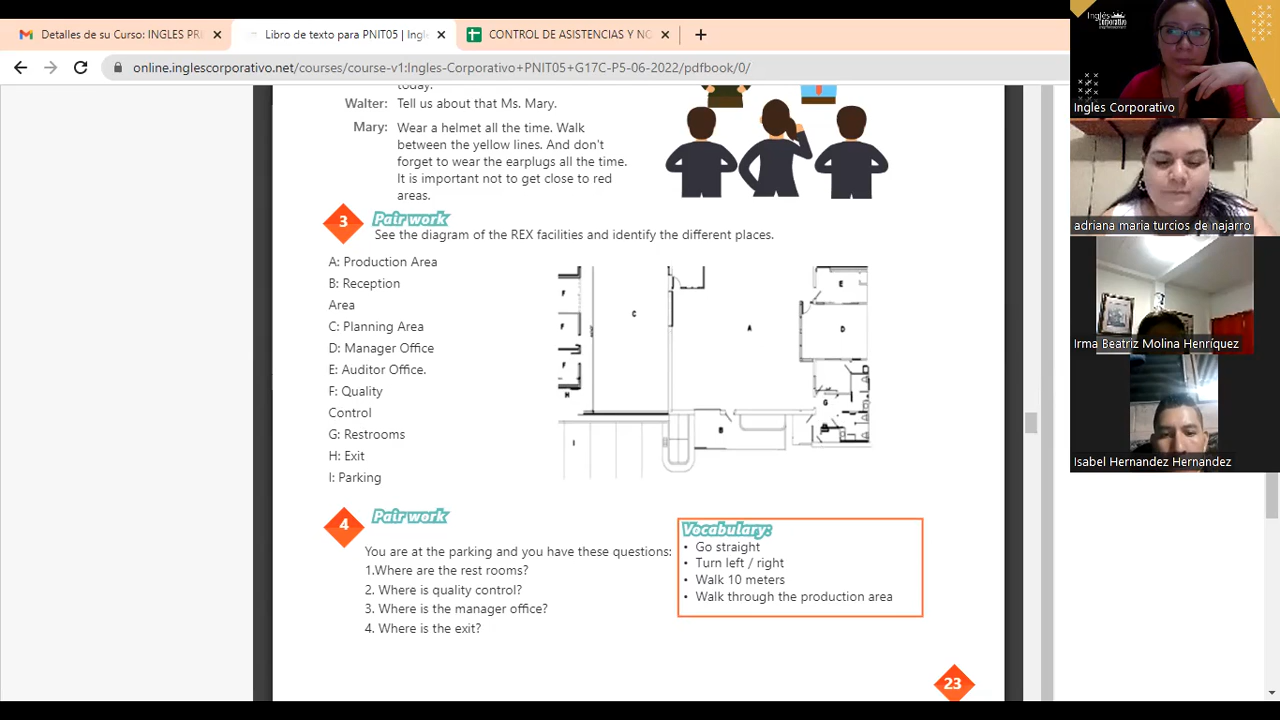 Detalles de su Curso: INGLES PRI
Libro de texto para PNIT05 | Ingl
CONTROL DE ASISTENCIAS Y NO
online.inglescorporativo.net/courses/course-v1:Ingles-Corporativo+PNIT05+G17C-P5-06-2022/pdfbook/0/
today.
Walter: Tell us about that Ms. Mary.
Mary: Wear a helmet all the time. Walk
between the yellow lines. And don't
forget to wear the earplugs all the time.
It is important not to get close to red
areas.
3 Pair work
See the diagram of the REX facilities and identify the different places.
A: Production Area
B: Reception
Area
C: Planning Area
D: Manager Office
E: Auditor Office.
F: Quality
Control
G: Restrooms
H: Exit
I: Parking
F
F
F
H
I
C
A
B
E
D
G
4 Pair work
You are at the parking and you have these questions:
1.Where are the rest rooms?
2. Where is quality control?
3. Where is the manager office?
4. Where is the exit?
Vocabulary:
• Go straight
• Turn left / right
• Walk 10 meters
• Walk through the production area
23
Inglés
Corporativo
Ingles Corporativo
adriana maria turcios de najarro
Irma Beatriz Molina Henríquez
Isabel Hernandez Hernandez